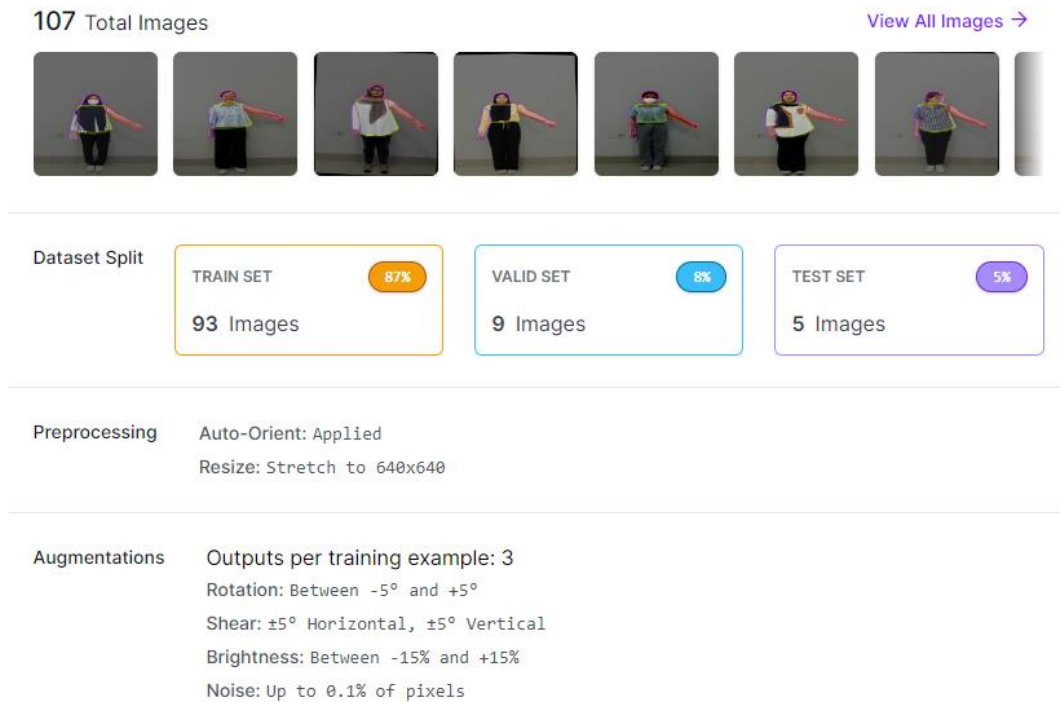 107 Total Images
View All Images →
Dataset Split
TRAIN SET
87%
93 Images
VALID SET
8%
9 Images
TEST SET
5%
5 Images
Preprocessing
Auto-Orient: Applied
Resize: Stretch to 640x640
Augmentations
Outputs per training example: 3
Rotation: Between -5° and +5°
Shear: ±5° Horizontal, ±5° Vertical
Brightness: Between -15% and +15%
Noise: Up to 0.1% of pixels